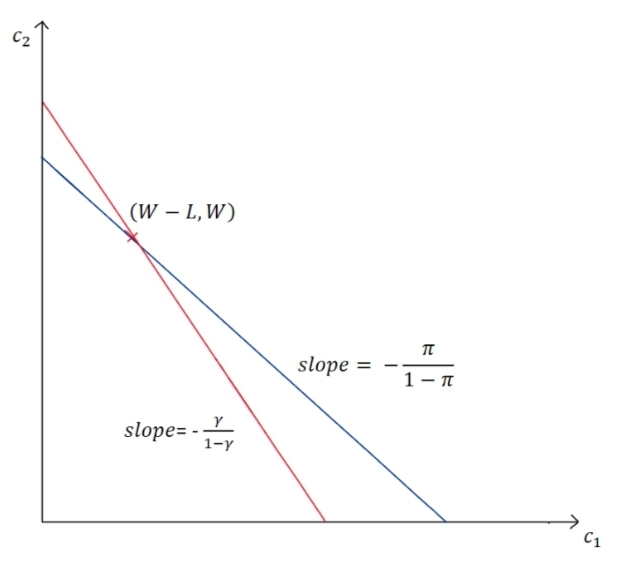 c₂
(W − L, W)
slope = − π / (1 − π)
slope= - γ / (1−γ)
c₁